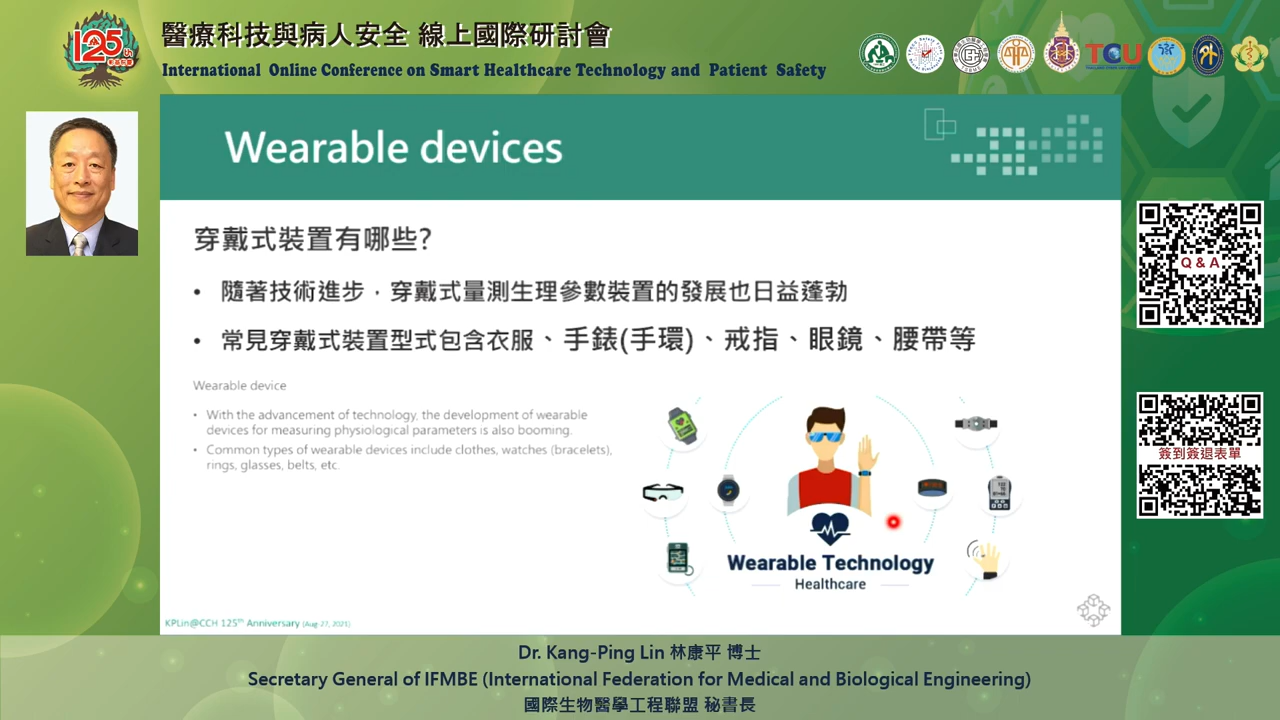 125th
醫療科技與病人安全 線上國際研討會
International Online Conference on Smart Healthcare Technology and Patient Safety
TCU
Wearable devices
穿戴式裝置有哪些?
• 隨著技術進步，穿戴式量測生理參數裝置的發展也日益蓬勃
• 常見穿戴式裝置型式包含衣服、手錶(手環)、戒指、眼鏡、腰帶等
Wearable device
• With the advancement of technology, the development of wearable
devices for measuring physiological parameters is also booming.
• Common types of wearable devices include clothes, watches (bracelets),
rings, glasses, belts, etc.
Wearable Technology
Healthcare
Q & A
簽到簽退表單
KPLin@CCH 125th Anniversary (Aug-27, 2021)
Dr. Kang-Ping Lin 林康平 博士
Secretary General of IFMBE (International Federation for Medical and Biological Engineering)
國際生物醫學工程聯盟 秘書長